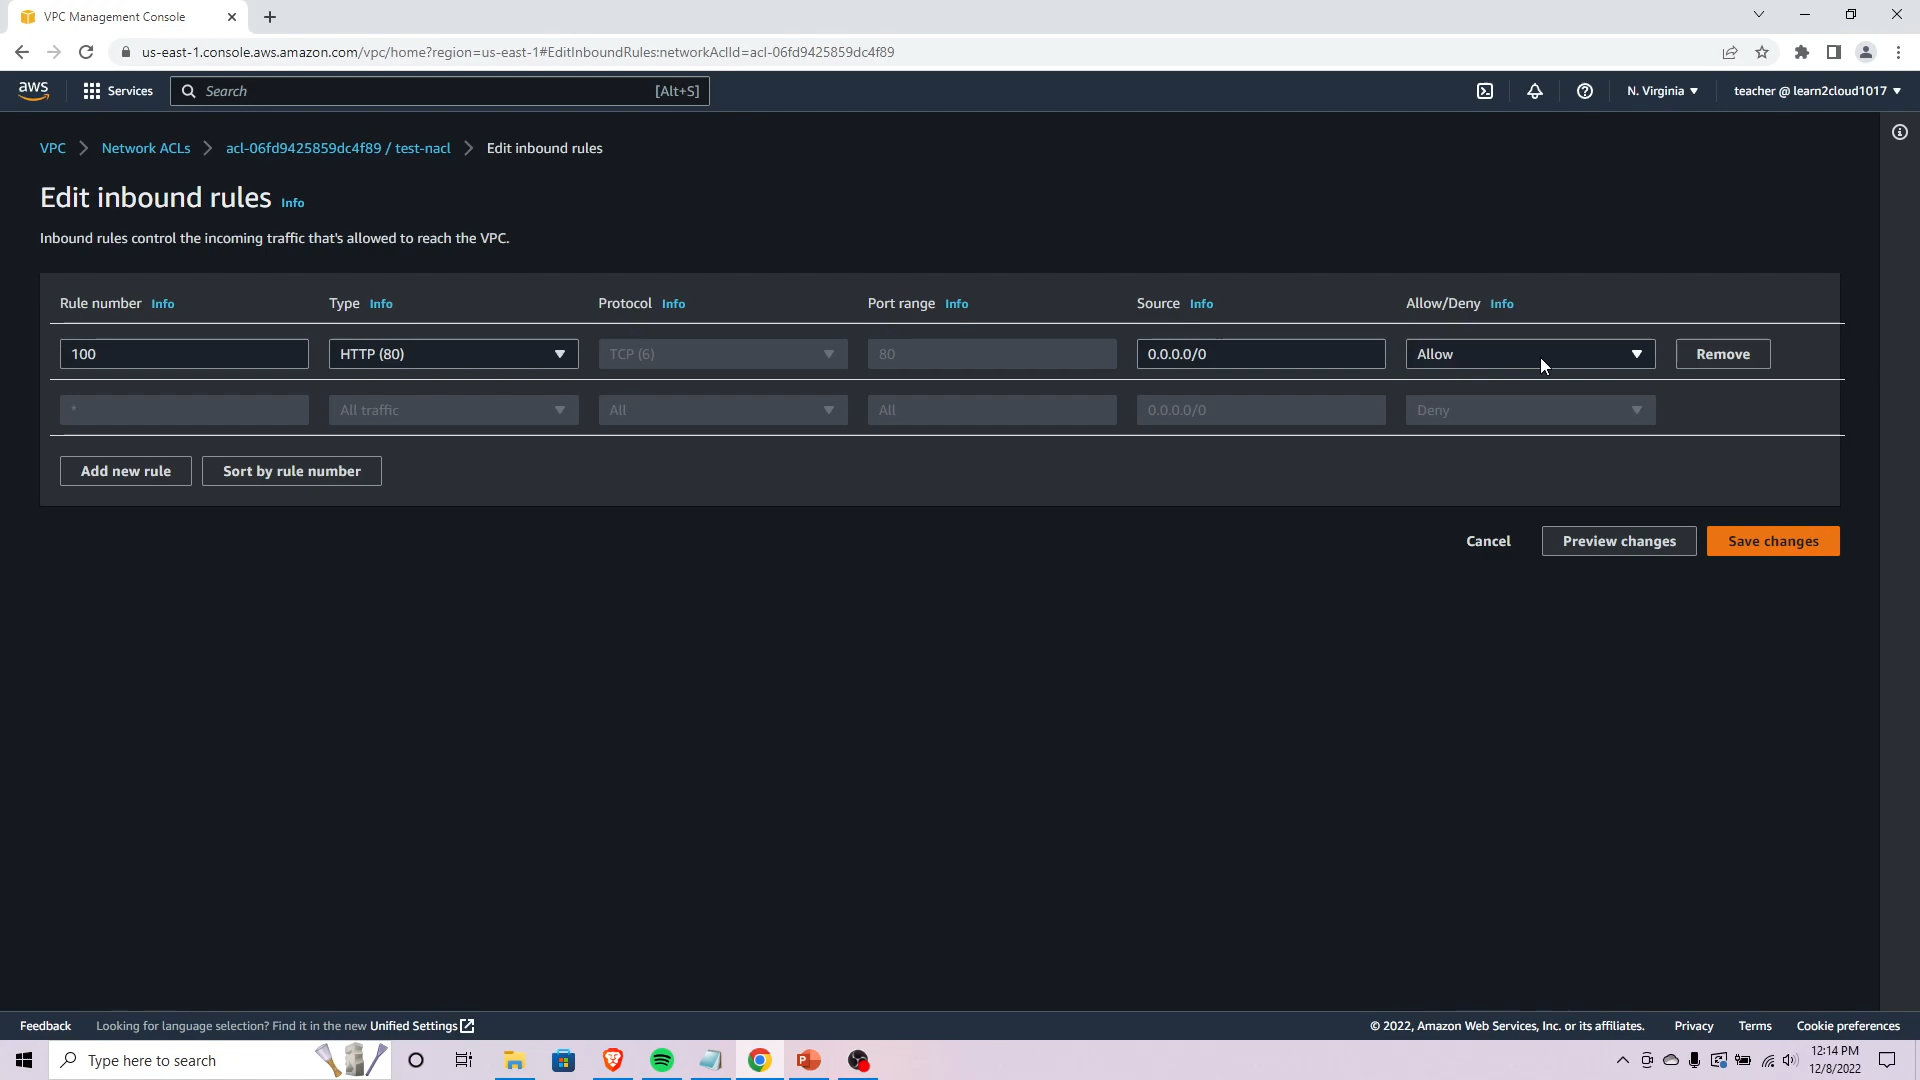 VPC Management Console
us-east-1.console.aws.amazon.com/vpc/home?region=us-east-1#EditInboundRules:networkAclId=acl-06fd9425859dc4f89
aws Services Search [Alt+S] N. Virginia teacher @ learn2cloud1017
VPC Network ACLs acl-06fd9425859dc4f89 / test-nacl Edit inbound rules
Edit inbound rules Info
Inbound rules control the incoming traffic that's allowed to reach the VPC.
Rule number Info Type Info Protocol Info Port range Info Source Info Allow/Deny Info
100 HTTP (80) TCP (6) 80 0.0.0.0/0 Allow Remove
* All traffic All All 0.0.0.0/0 Deny
Add new rule Sort by rule number
Cancel Preview changes Save changes
Feedback Looking for language selection? Find it in the new Unified Settings © 2022, Amazon Web Services, Inc. or its affiliates. Privacy Terms Cookie preferences
Type here to search 12:14 PM
12/8/2022